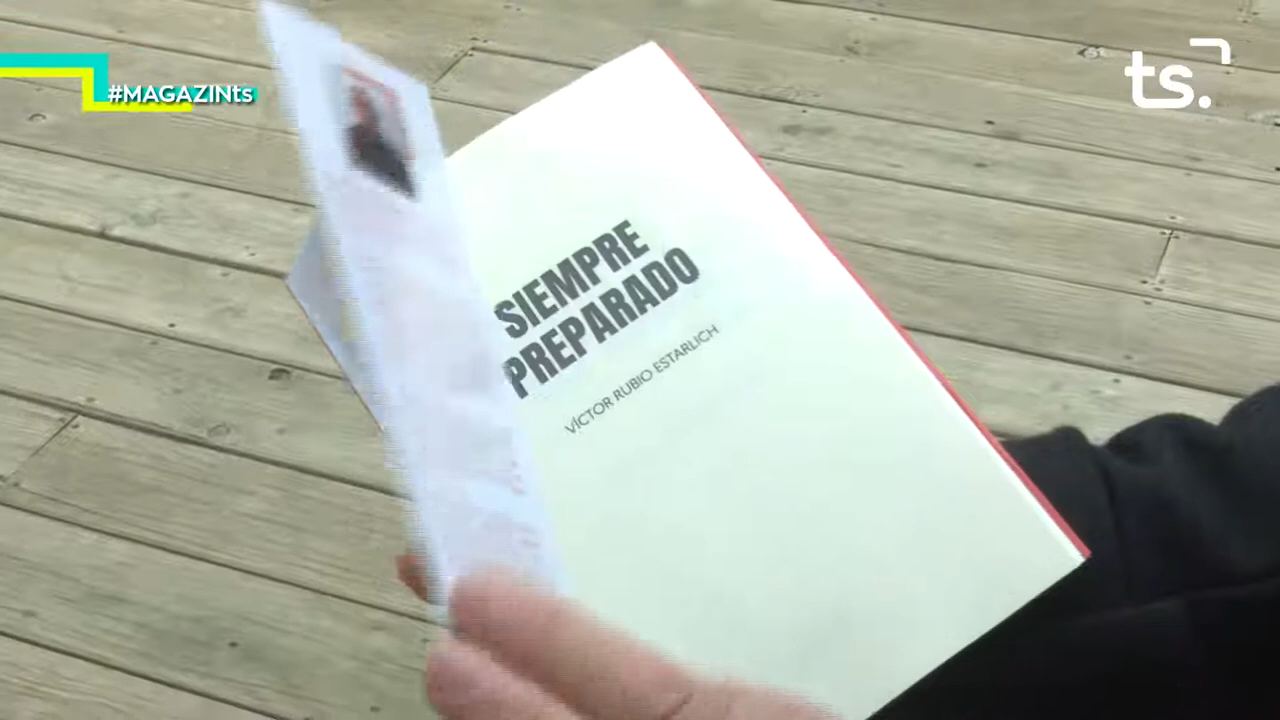 #MAGAZINts
ts.
SIEMPRE
PREPARADO
VÍCTOR RUBIO ESTARLICH